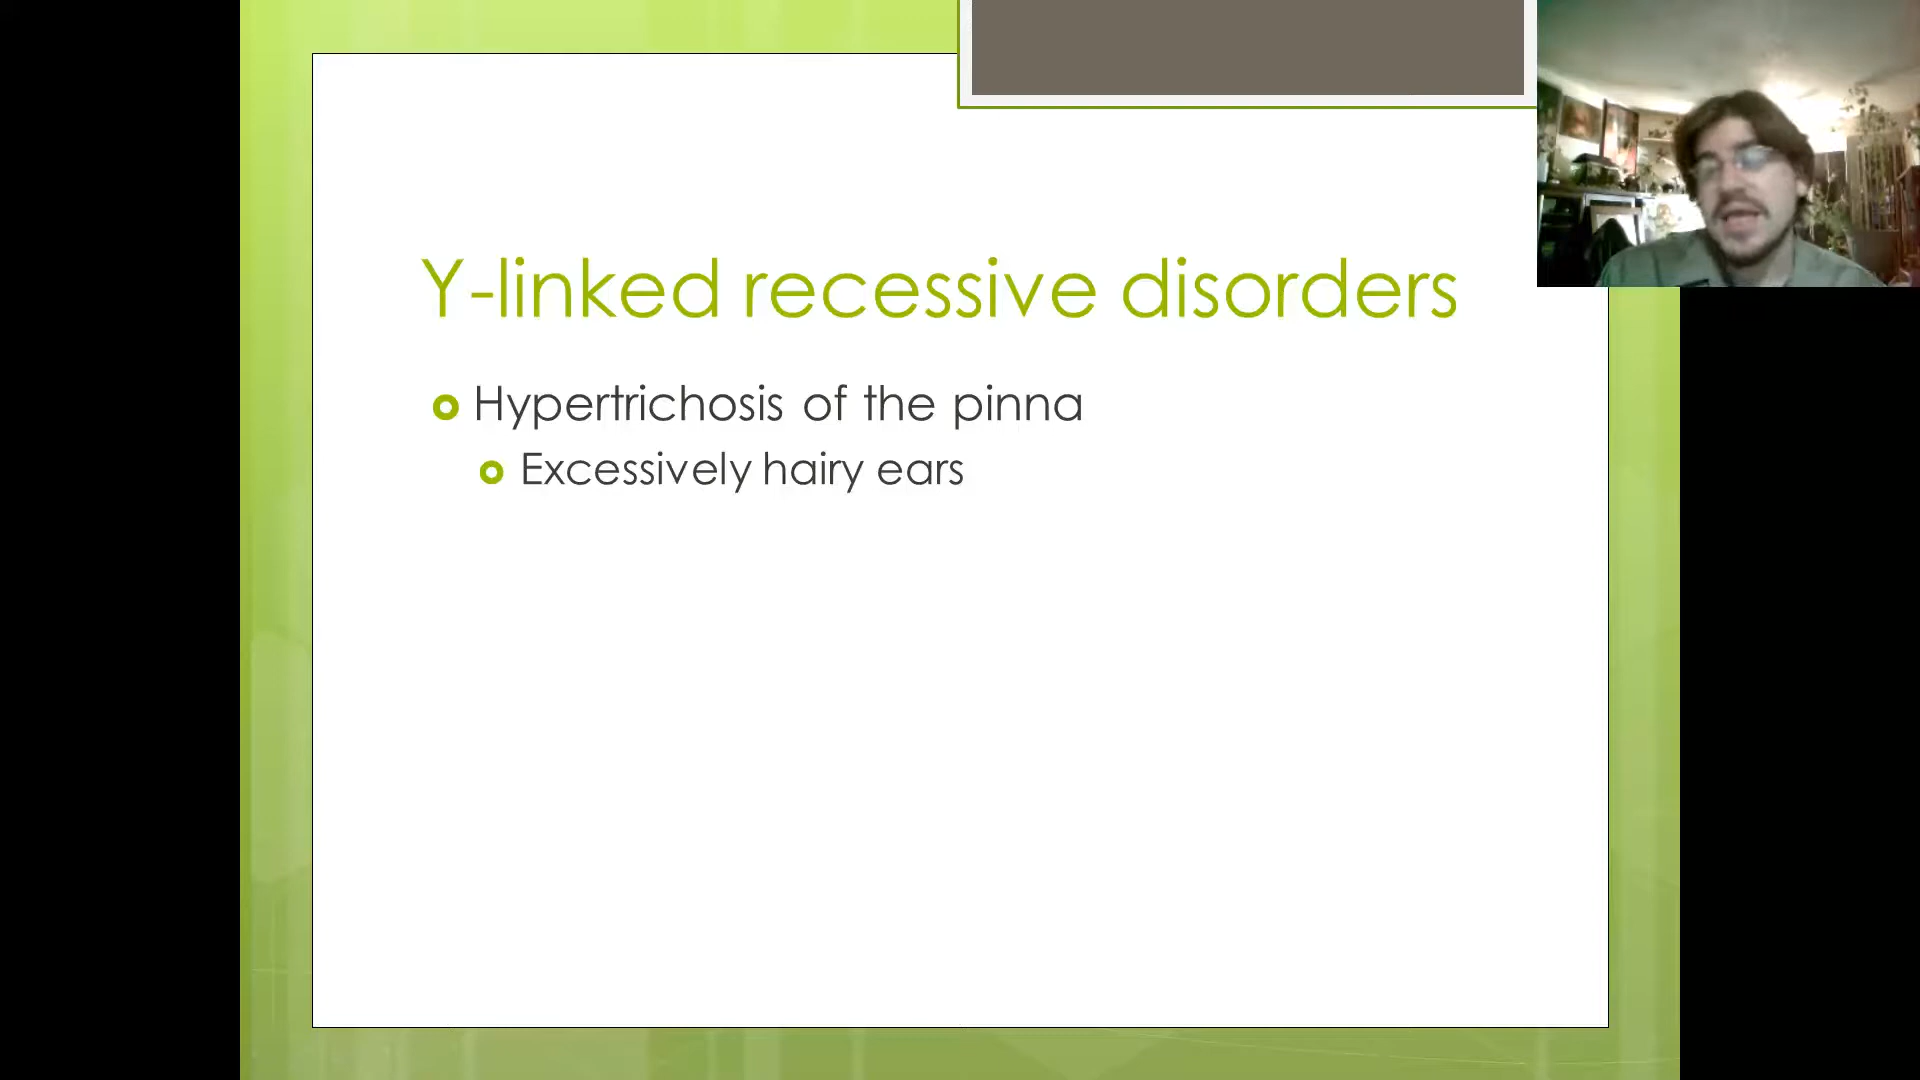 Y-linked recessive disorders
Hypertrichosis of the pinna
Excessively hairy ears